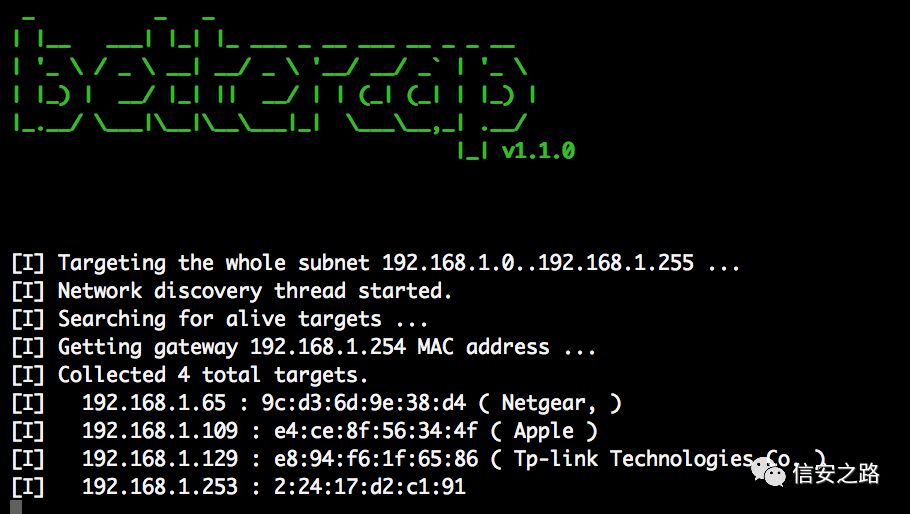 bettercap
v1.1.0
[I] Targeting the whole subnet 192.168.1.0..192.168.1.255 ...
[I] Network discovery thread started.
[I] Searching for alive targets ...
[I] Getting gateway 192.168.1.254 MAC address ...
[I] Collected 4 total targets.
[I] 192.168.1.65 : 9c:d3:6d:9e:38:d4 ( Netgear, )
[I] 192.168.1.109 : e4:ce:8f:56:34:4f ( Apple )
[I] 192.168.1.129 : e8:94:f6:1f:65:86 ( Tp-link Technologies Co. )
[I] 192.168.1.253 : 2:24:17:d2:c1:91
信安之路